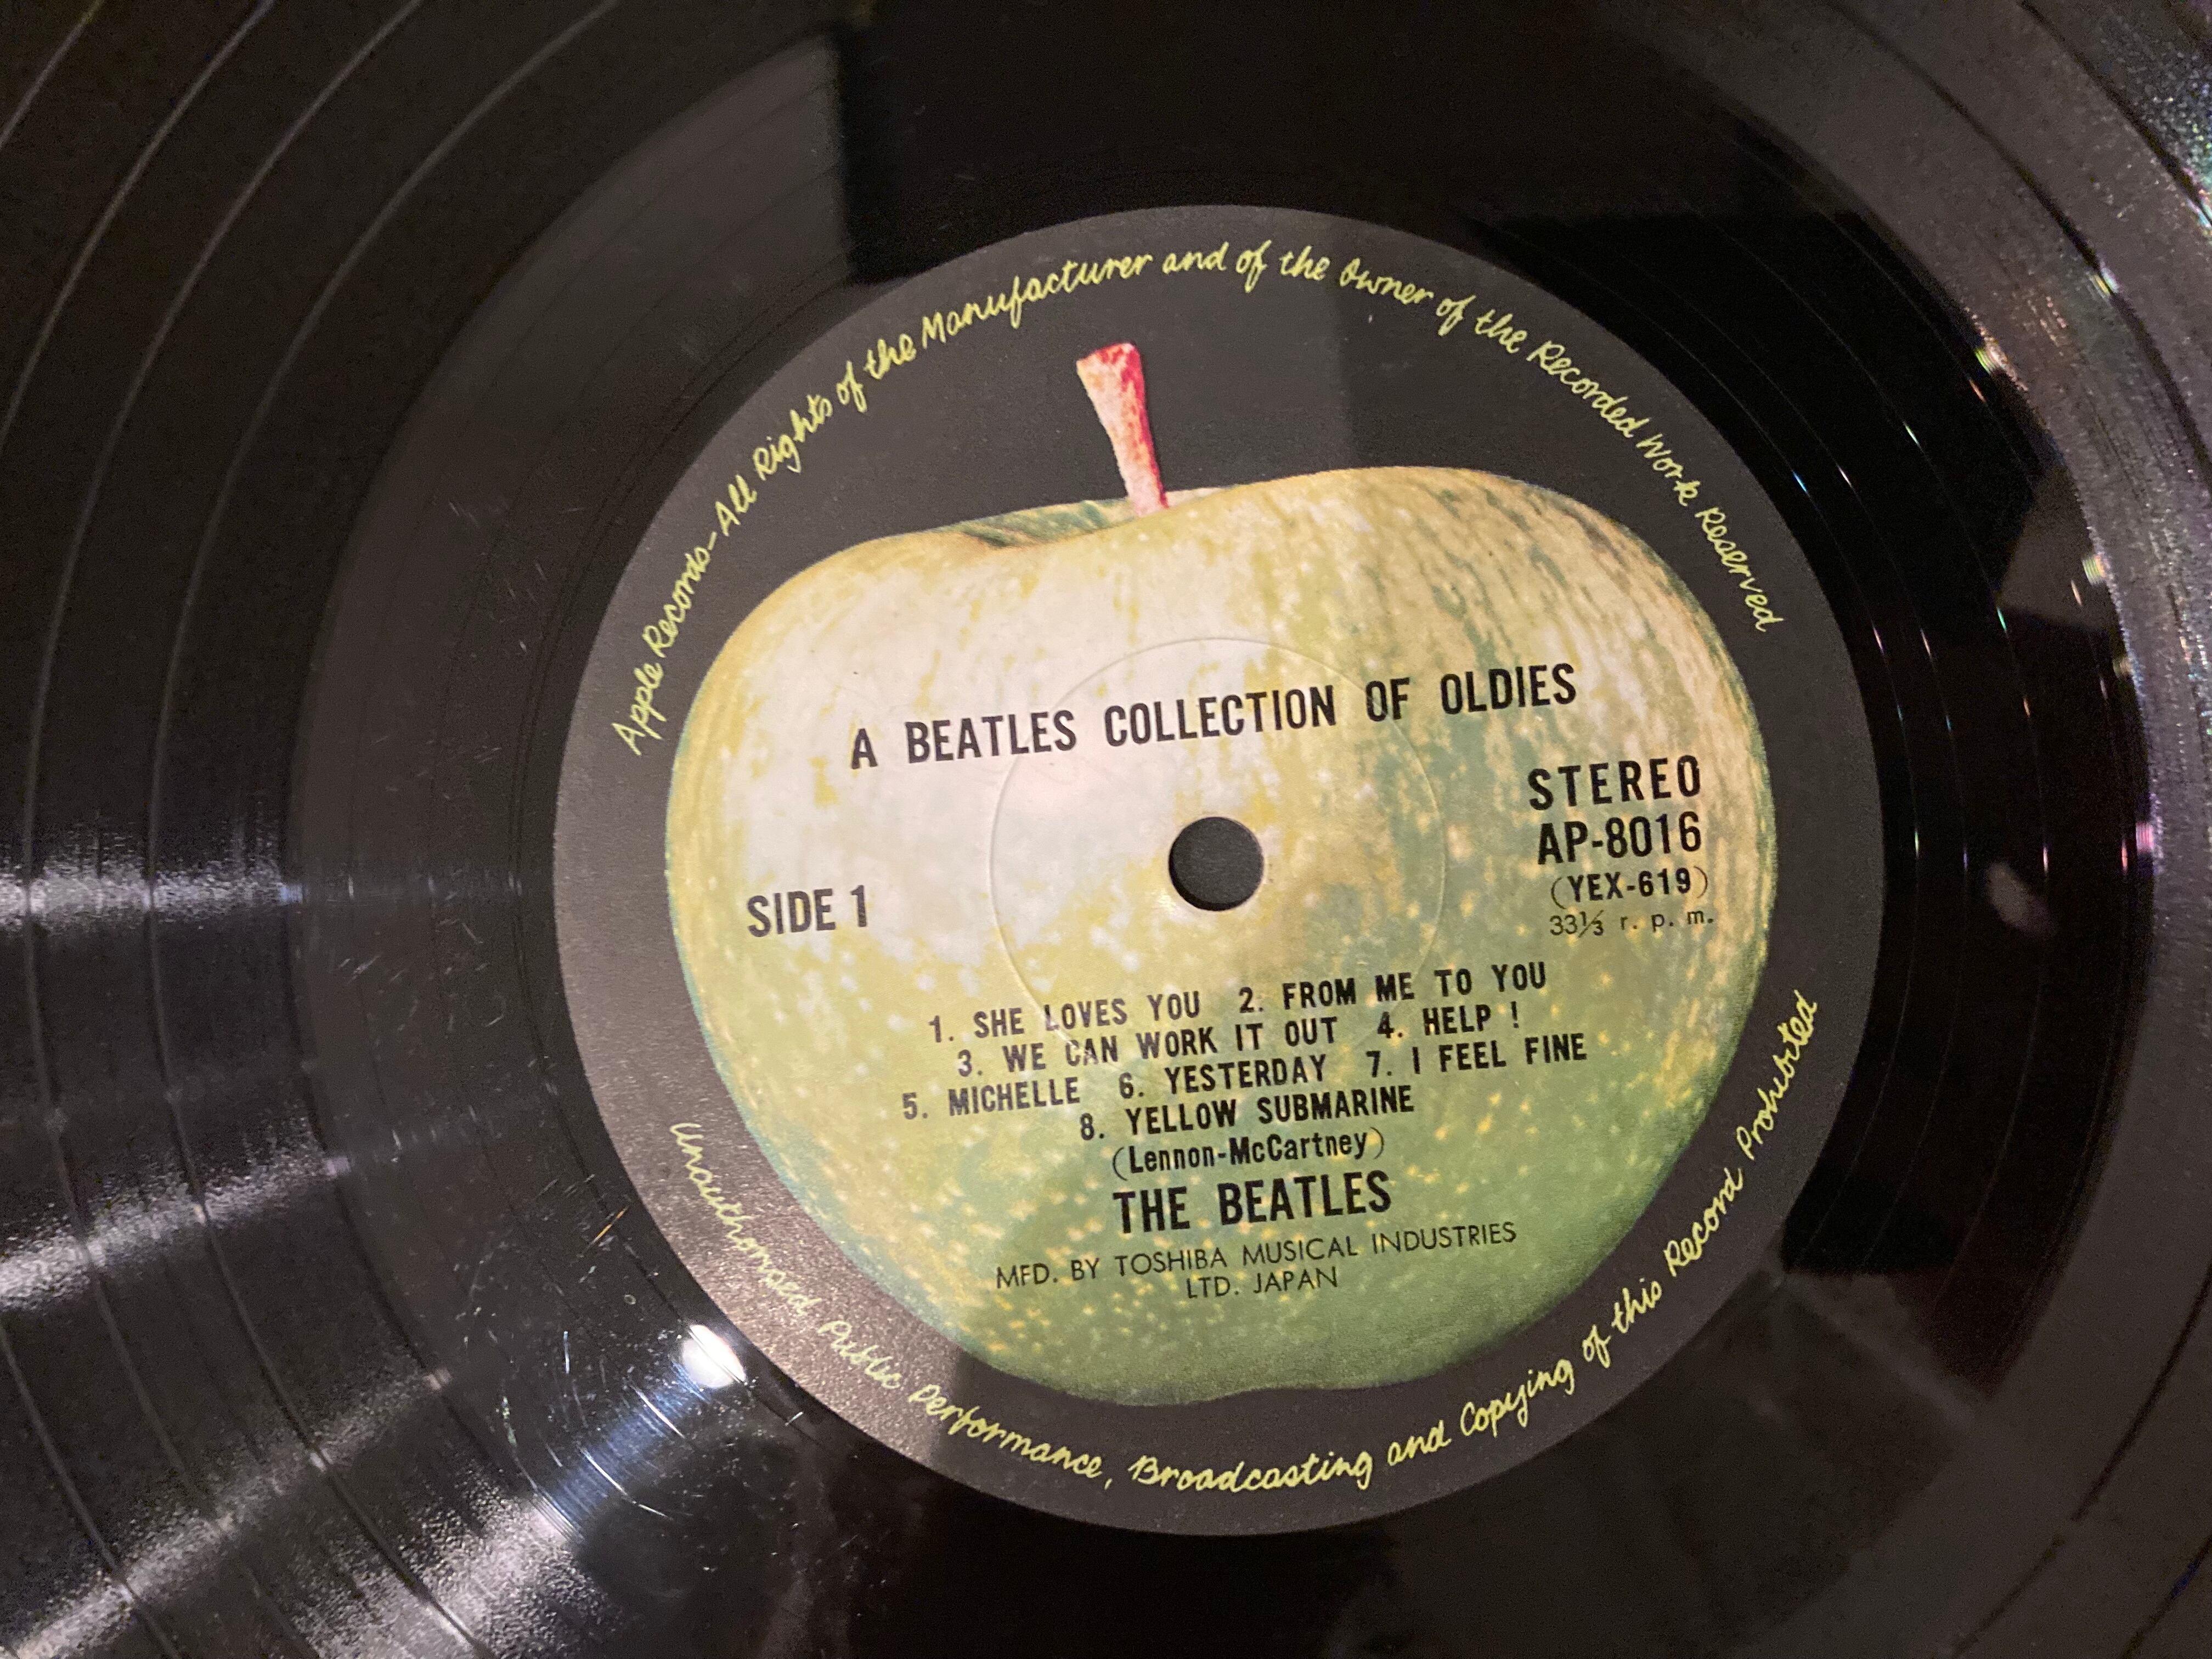 Apple Records–All Rights of the Manufacturer and of the Owner of the Recorded Work Reserved
A BEATLES COLLECTION OF OLDIES
STEREO
AP-8016
(YEX-619)
33⅓ r. p. m.
SIDE 1
1. SHE LOVES YOU 2. FROM ME TO YOU
3. WE CAN WORK IT OUT 4. HELP !
5. MICHELLE 6. YESTERDAY 7. I FEEL FINE
8. YELLOW SUBMARINE
(Lennon-McCartney)
THE BEATLES
MFD. BY TOSHIBA MUSICAL INDUSTRIES
LTD. JAPAN
Unauthorized Public Performance, Broadcasting and Copying of this Record Prohibited